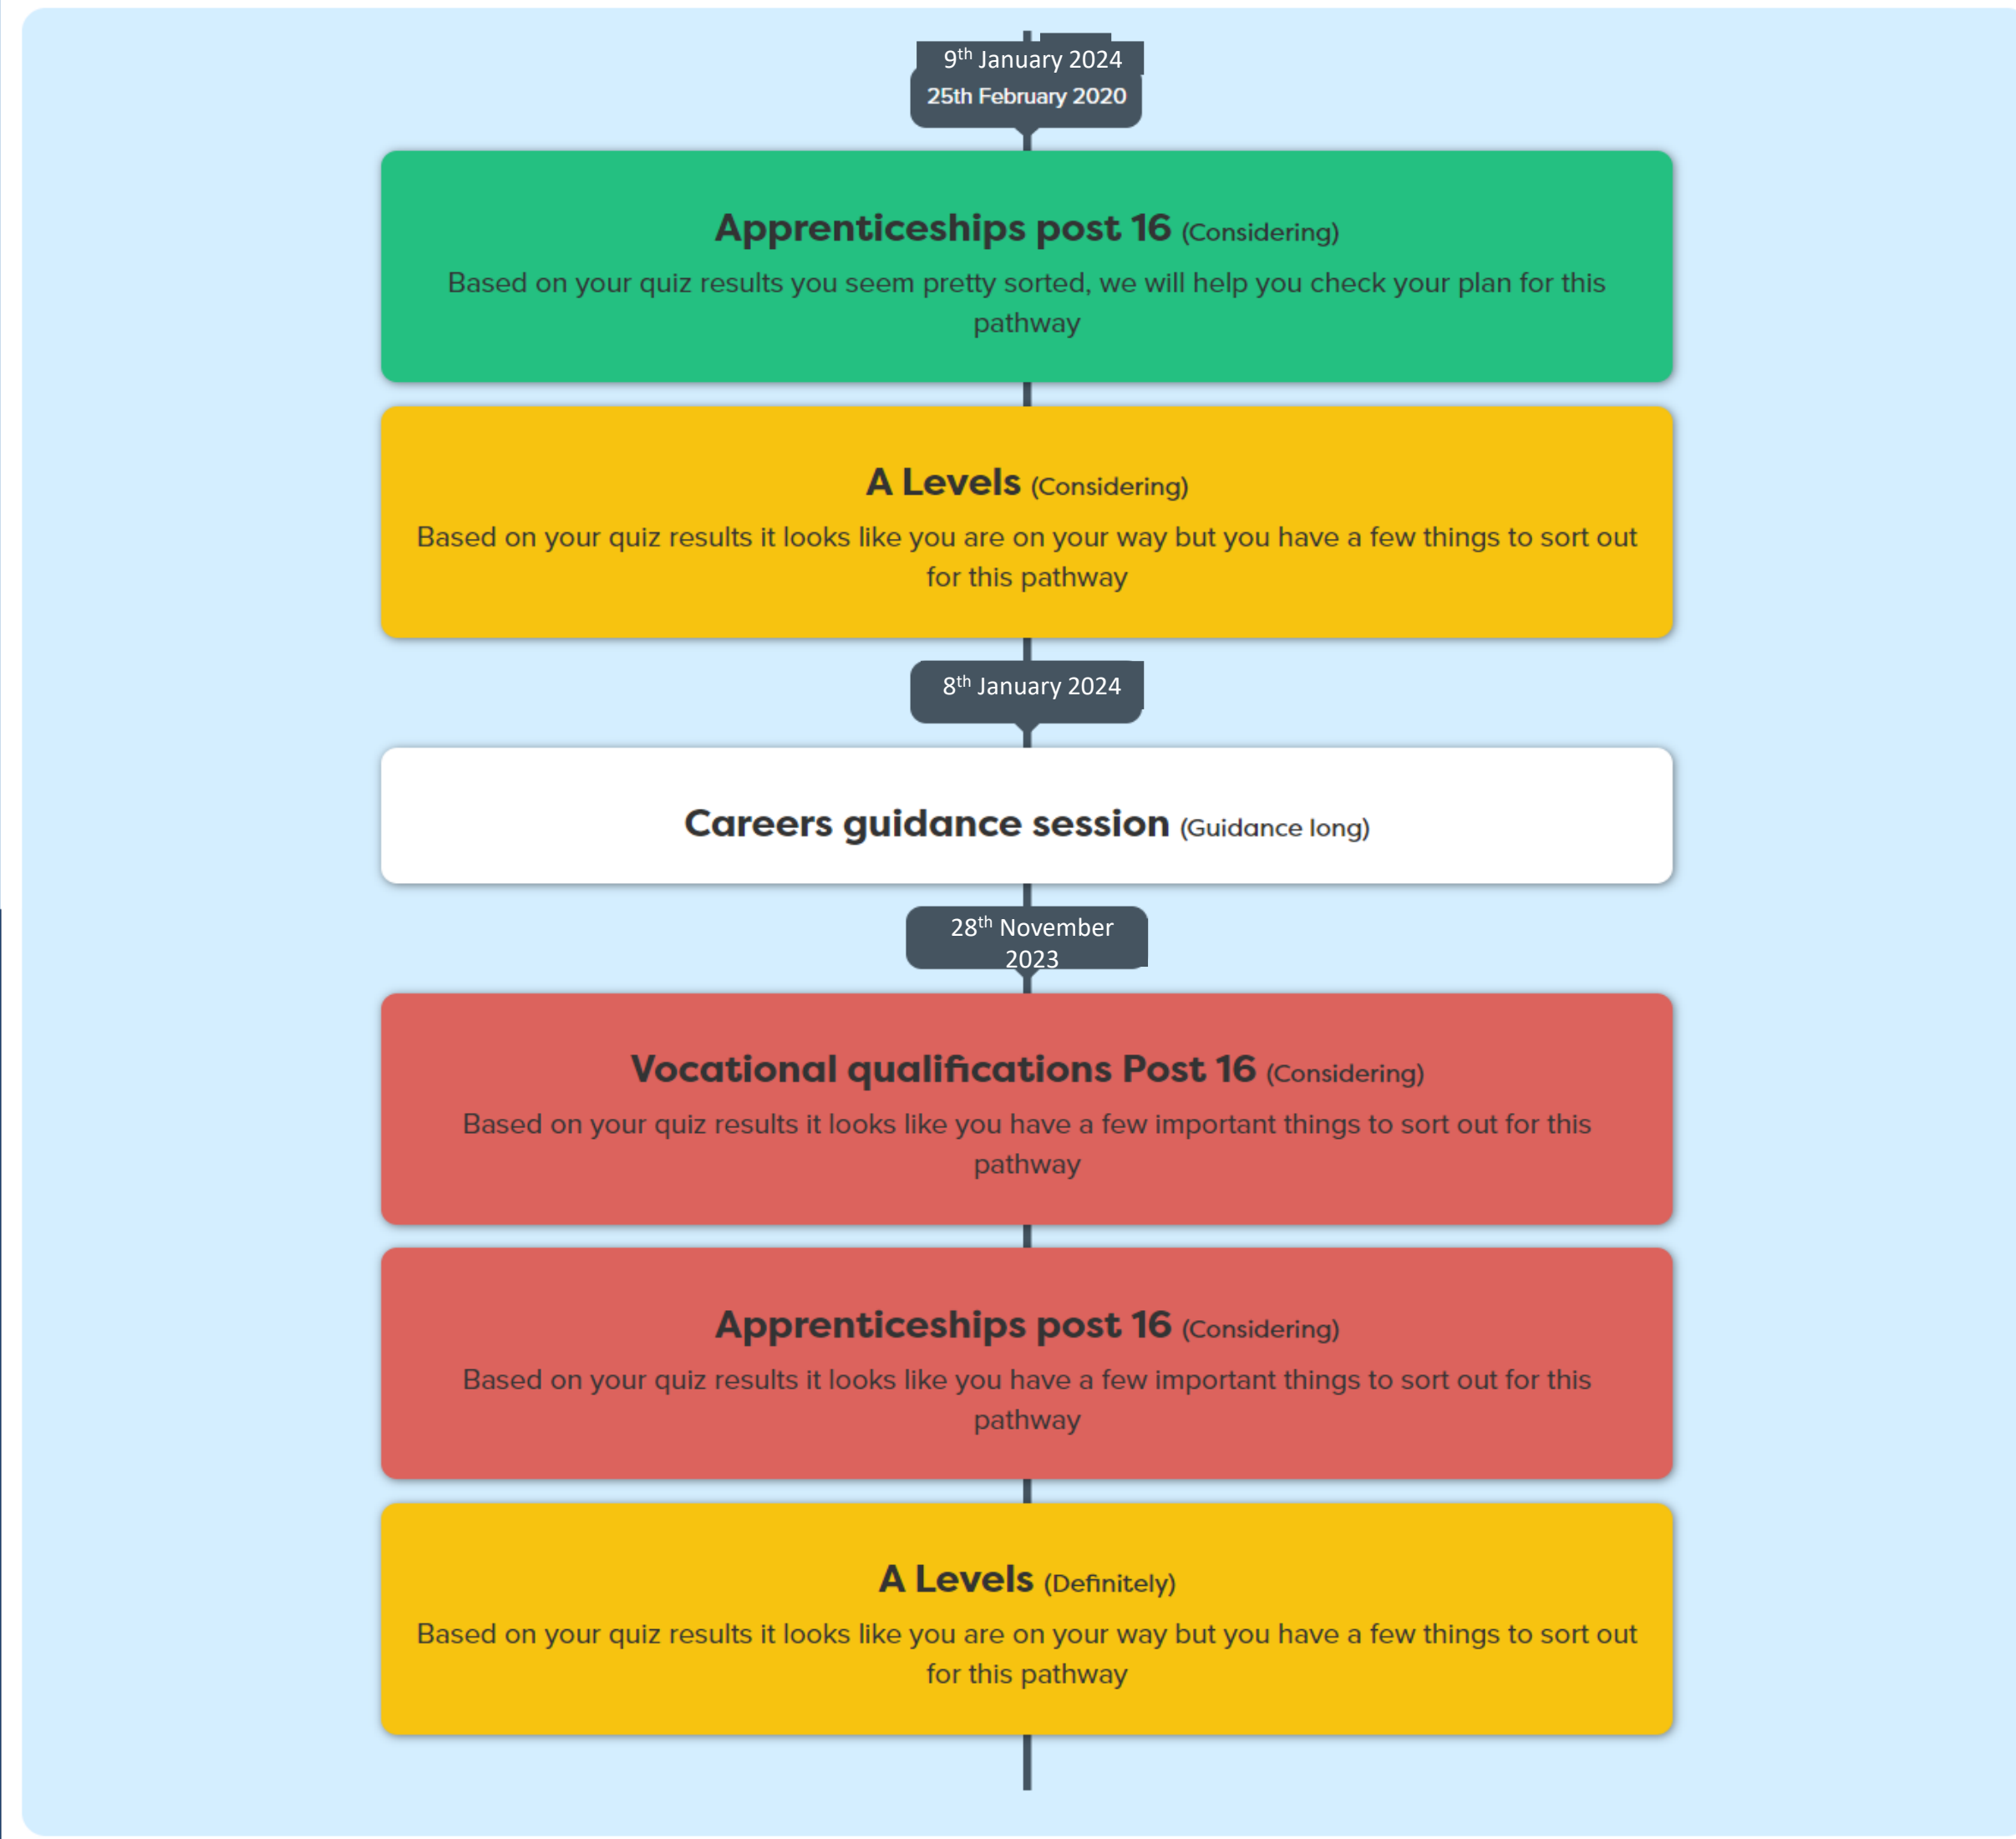 9th January 2024
25th February 2020
Apprenticeships post 16 (Considering)
Based on your quiz results you seem pretty sorted, we will help you check your plan for this
pathway
A Levels (Considering)
Based on your quiz results it looks like you are on your way but you have a few things to sort out
for this pathway
8th January 2024
Careers guidance session (Guidance long)
28th November
2023
Vocational qualifications Post 16 (Considering)
Based on your quiz results it looks like you have a few important things to sort out for this
pathway
Apprenticeships post 16 (Considering)
Based on your quiz results it looks like you have a few important things to sort out for this
pathway
A Levels (Definitely)
Based on your quiz results it looks like you are on your way but you have a few things to sort out
for this pathway